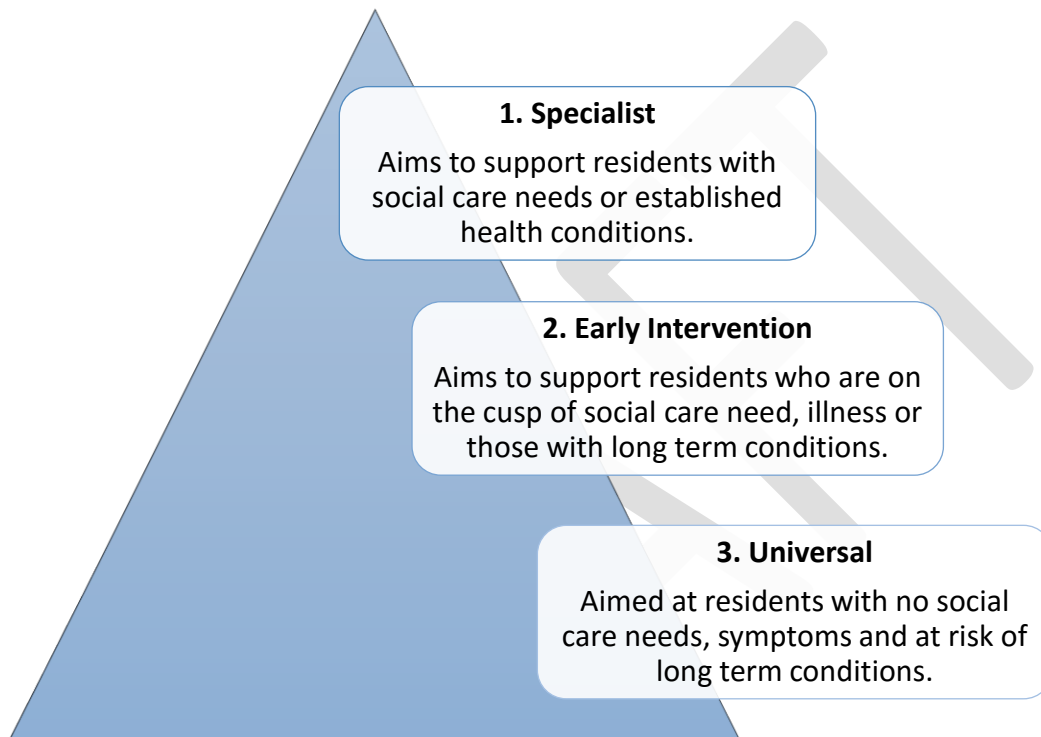 1. Specialist
Aims to support residents with
social care needs or established
health conditions.
2. Early Intervention
Aims to support residents who are on
the cusp of social care need, illness or
those with long term conditions.
3. Universal
Aimed at residents with no social
care needs, symptoms and at risk of
long term conditions.